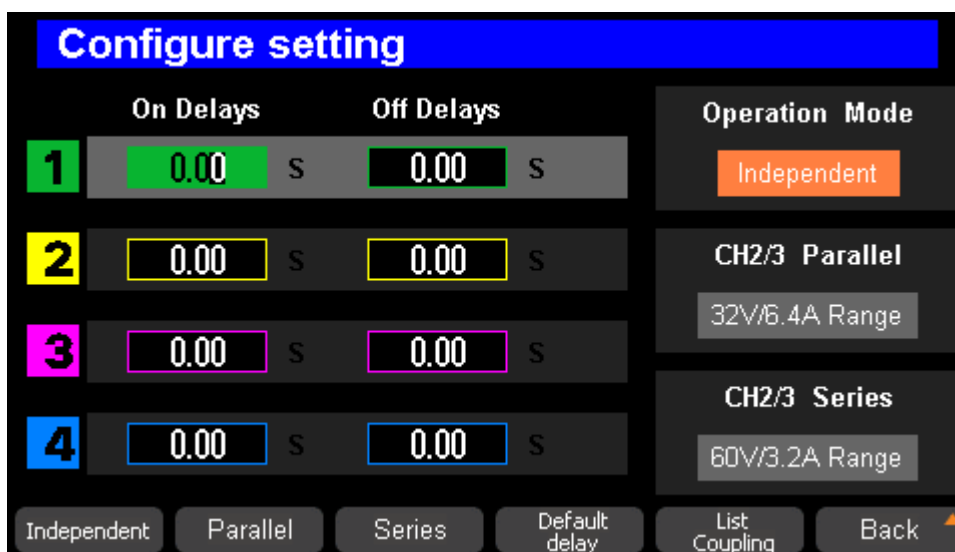 Configure setting
On Delays Off Delays
1 0.00 S 0.00 S
2 0.00 S 0.00 S
3 0.00 S 0.00 S
4 0.00 S 0.00 S
Operation Mode
Independent
CH2/3 Parallel
32V/6.4A Range
CH2/3 Series
60V/3.2A Range
Independent Parallel Series Default delay List Coupling Back